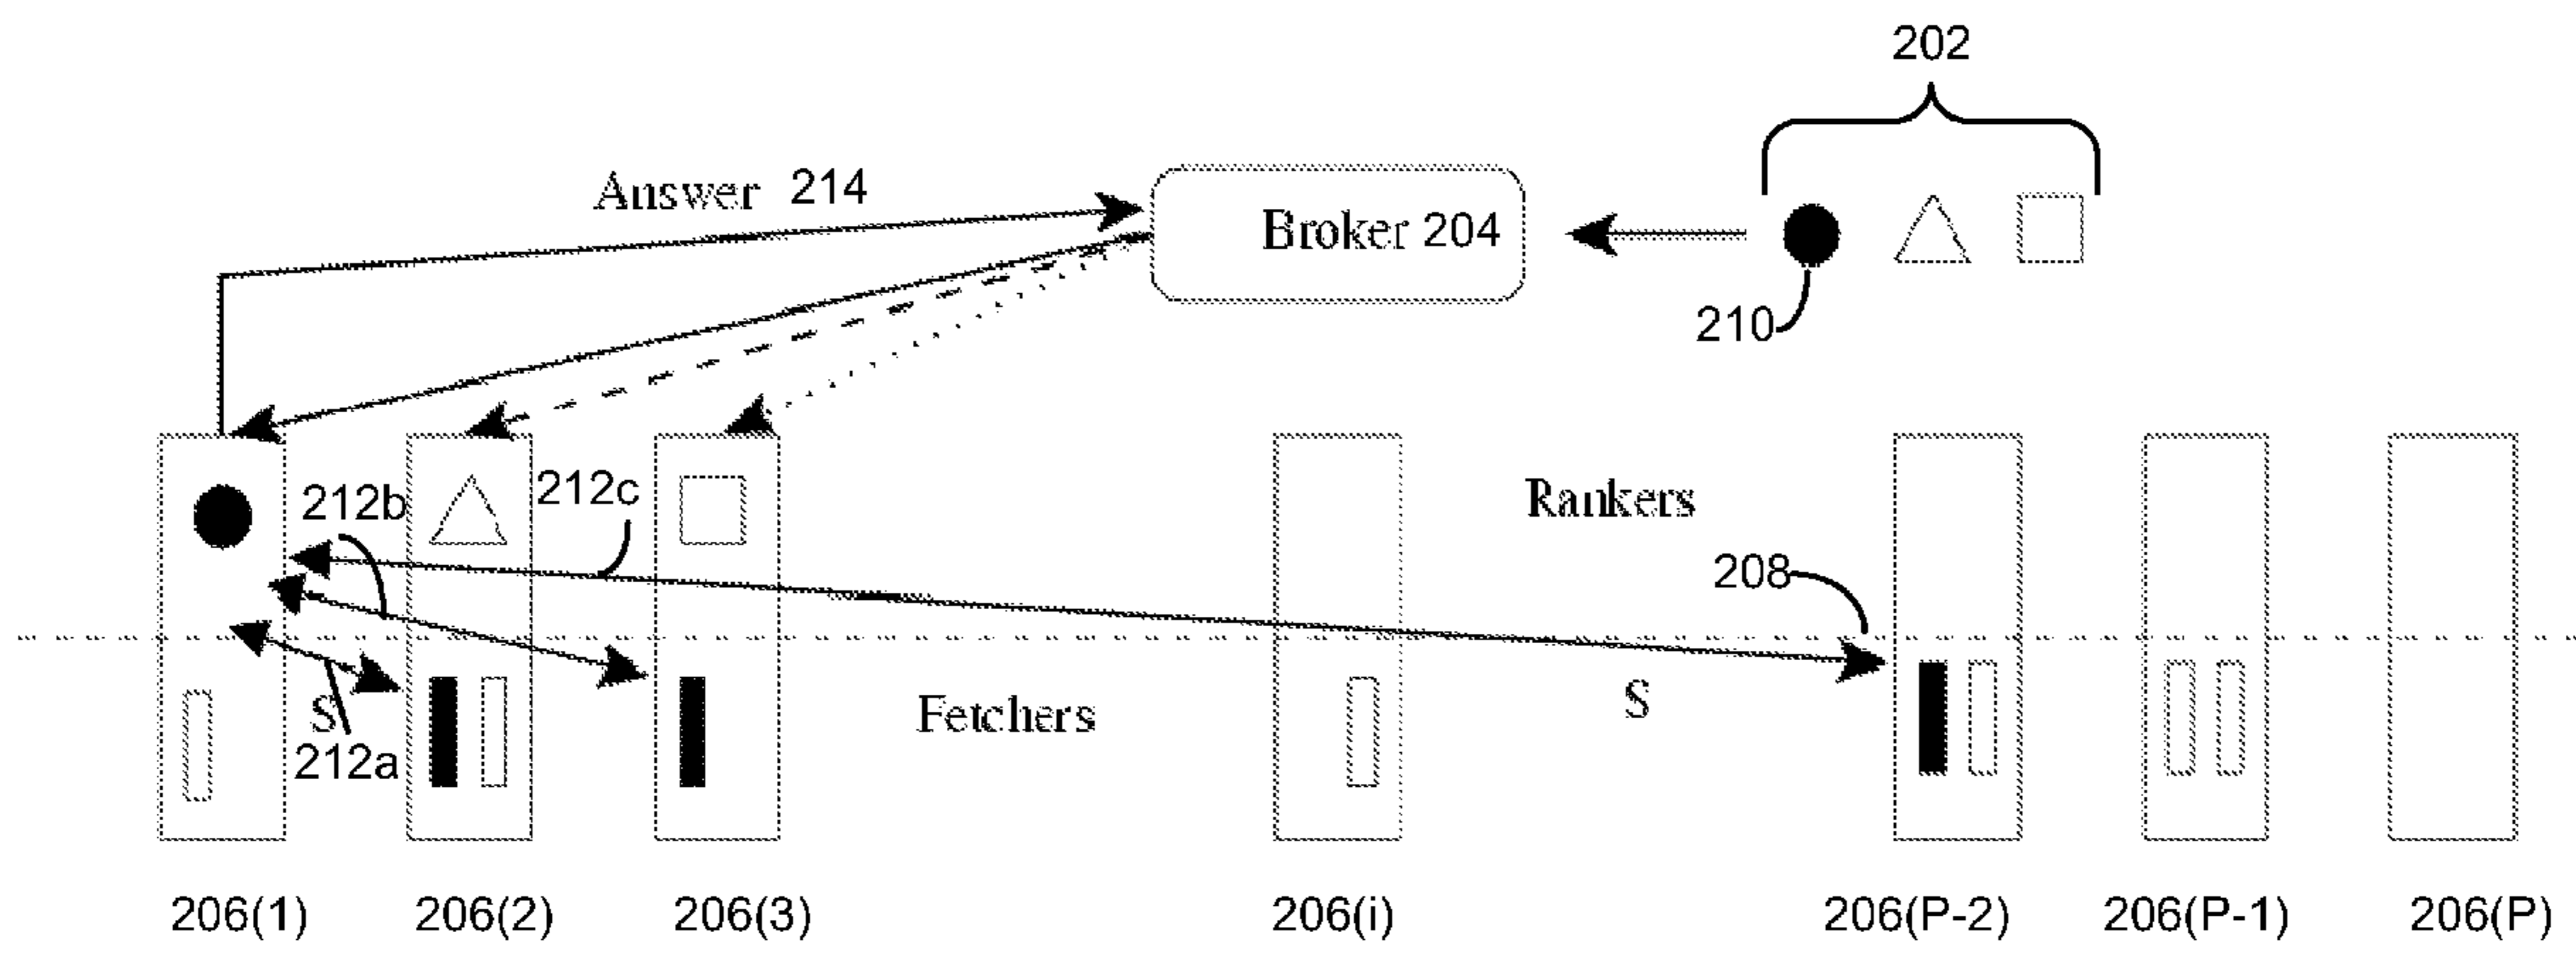 202
Answer 214
Broker 204
210
212b
212c
Rankers
208
S
Fetchers
S
212a
206(1) 206(2) 206(3) 206(i) 206(P-2) 206(P-1) 206(P)